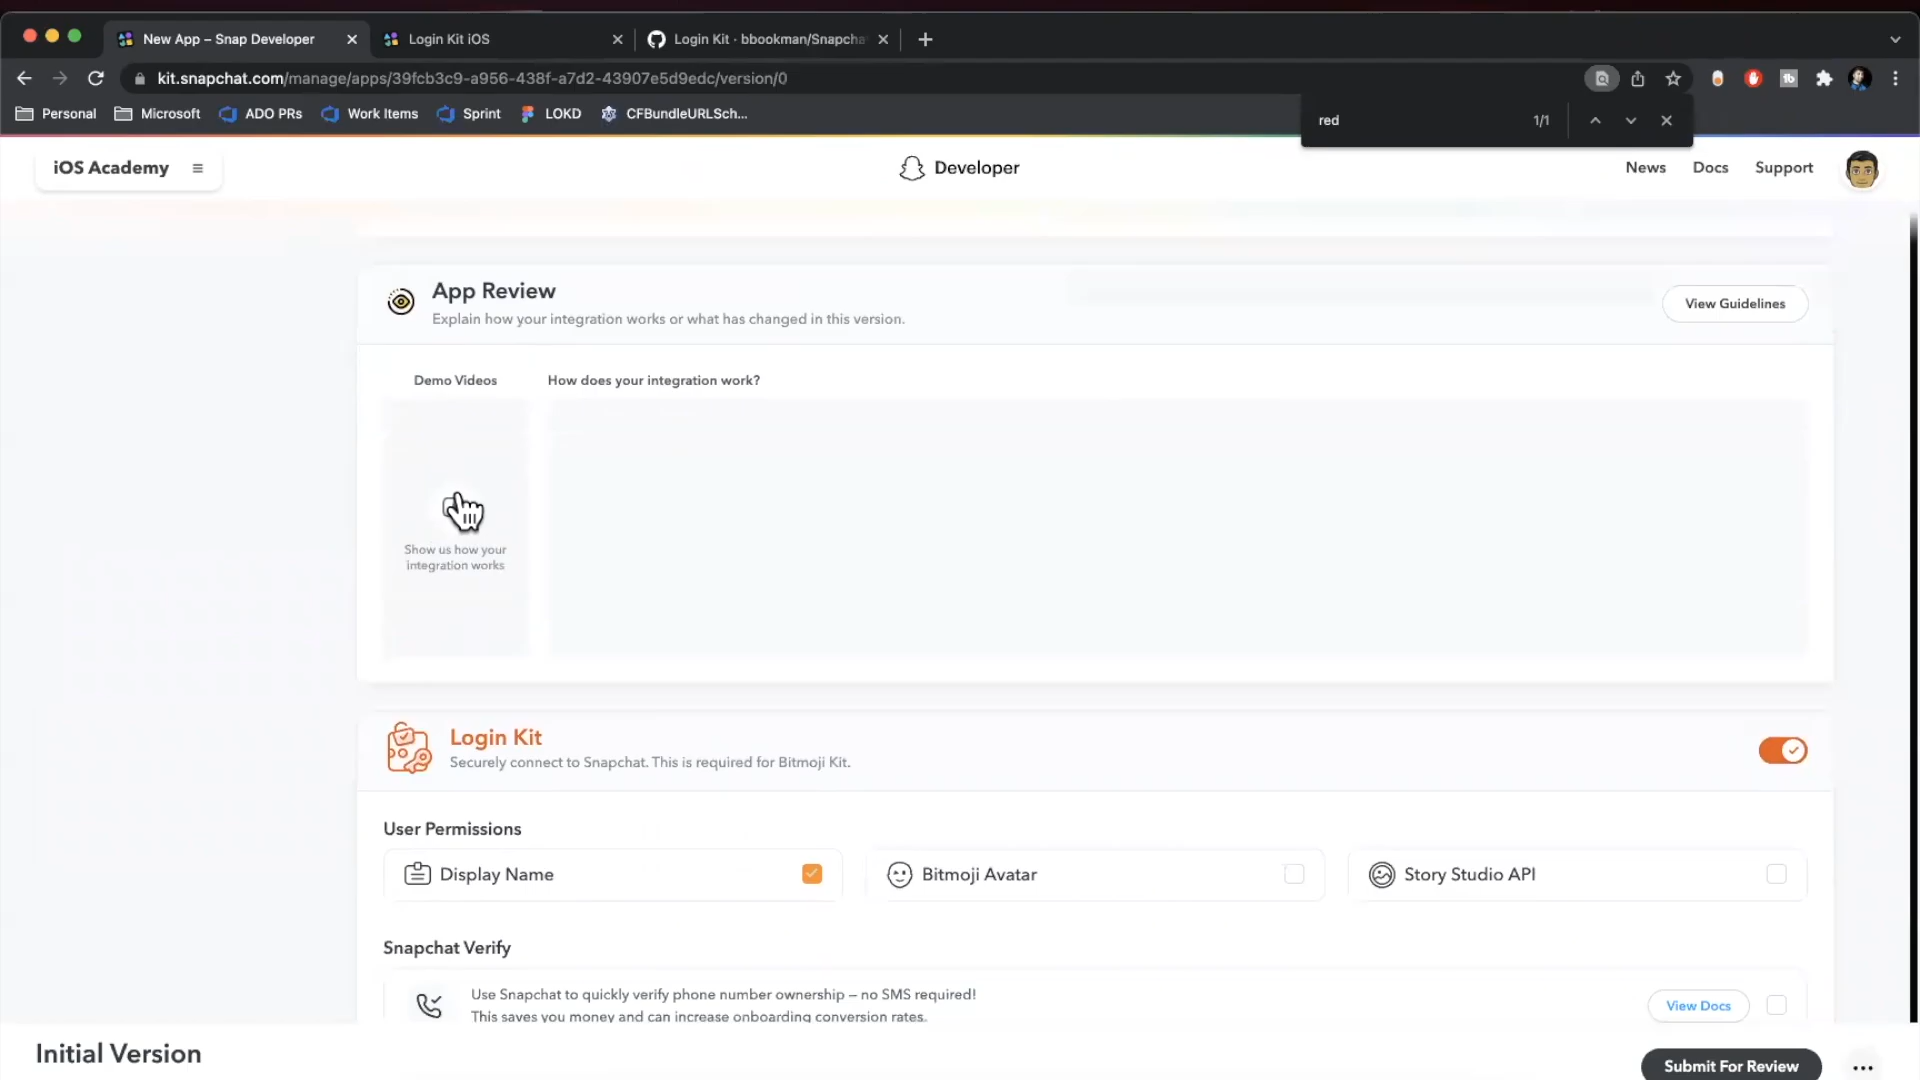 New App – Snap Developer
Login Kit iOS
Login Kit · bbookman/Snapcha
kit.snapchat.com/manage/apps/39fcb3c9-a956-438f-a7d2-43907e5d9edc/version/0
Personal
Microsoft
ADO PRs
Work Items
Sprint
LOKD
CFBundleURLSch...
red
1/1
iOS Academy
Developer
News
Docs
Support
App Review
Explain how your integration works or what has changed in this version.
View Guidelines
Demo Videos
How does your integration work?
Show us how your
integration works
Login Kit
Securely connect to Snapchat. This is required for Bitmoji Kit.
User Permissions
Display Name
Bitmoji Avatar
Story Studio API
Snapchat Verify
Use Snapchat to quickly verify phone number ownership – no SMS required!
This saves you money and can increase onboarding conversion rates.
View Docs
Initial Version
Submit For Review